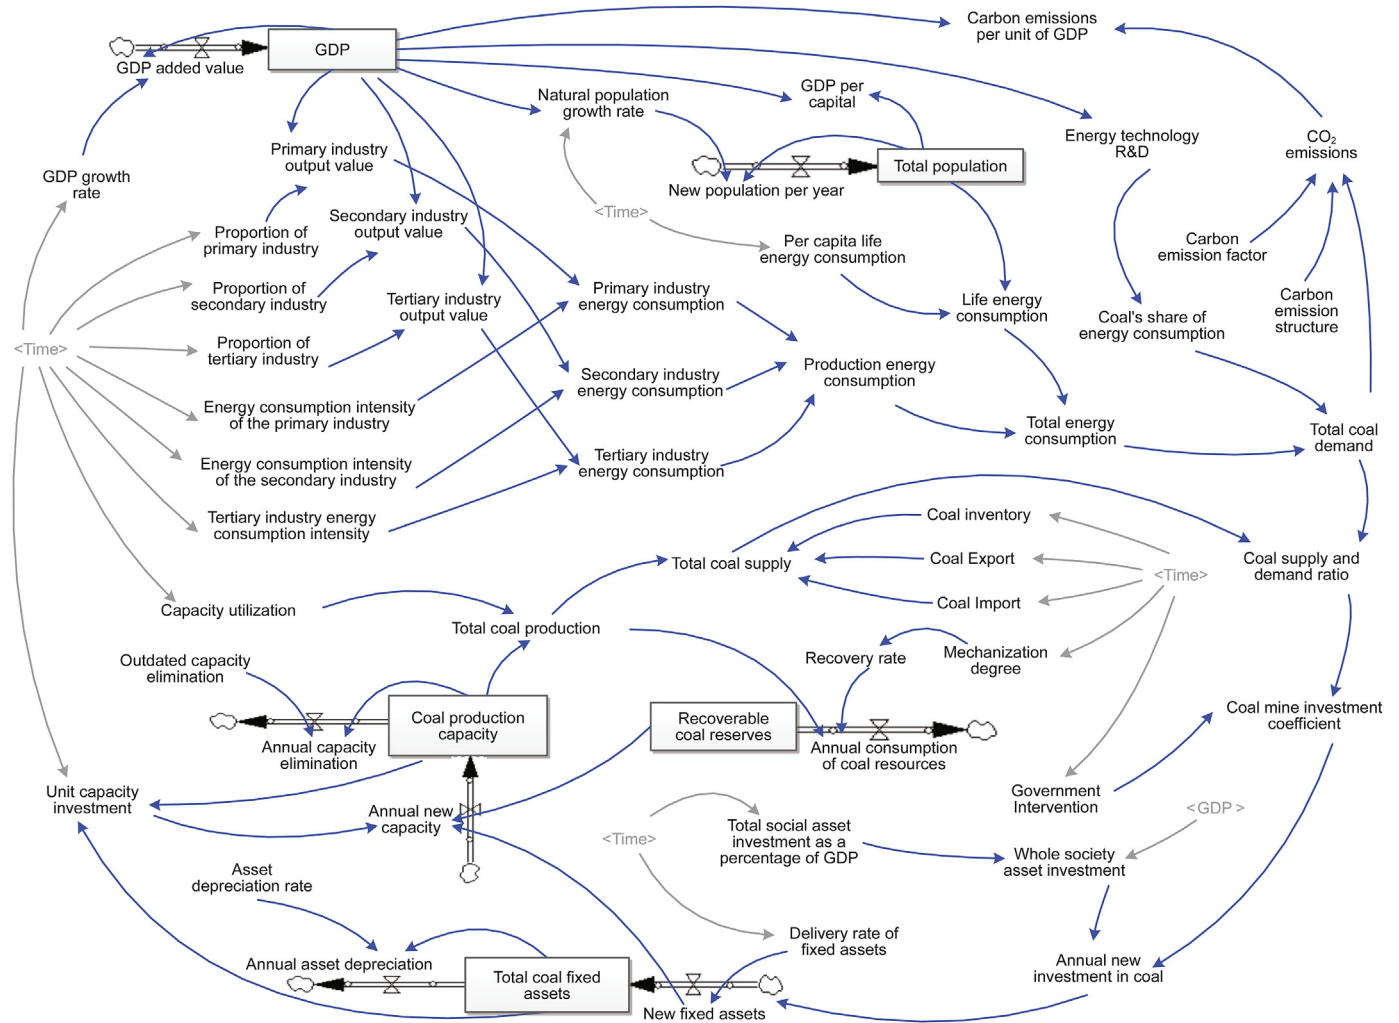 Carbon emissions
per unit of GDP
GDP
GDP added value
GDP per
capital
Natural population
growth rate
Energy technology
R&D
CO₂
emissions
Primary industry
output value
Total population
GDP growth
rate
New population per year
<Time>
Secondary industry
output value
Proportion of
primary industry
Per capita life
energy consumption
Carbon
emission factor
Proportion of
secondary industry
Tertiary industry
output value
Primary industry
energy consumption
Life energy
consumption
Carbon
emission
structure
Coal's share of
energy consumption
<Time>
Proportion of
tertiary industry
Production energy
consumption
Secondary industry
energy consumption
Energy consumption intensity
of the primary industry
Total energy
consumption
Total coal
demand
Energy consumption intensity
of the secondary industry
Tertiary industry
energy consumption
Tertiary industry energy
consumption intensity
Coal inventory
Total coal supply
Coal Export
Coal supply and
demand ratio
<Time>
Coal Import
Capacity utilization
Total coal production
Outdated capacity
elimination
Recovery rate
Mechanization
degree
Coal production
capacity
Recoverable
coal reserves
Coal mine investment
coefficient
Annual capacity
elimination
Annual consumption
of coal resources
Unit capacity
investment
Annual new
capacity
Government
Intervention
<GDP >
<Time>
Total social asset
investment as a
percentage of GDP
Whole society
asset investment
Asset
depreciation rate
Delivery rate of
fixed assets
Annual asset depreciation
Total coal fixed
assets
Annual new
investment in coal
New fixed assets